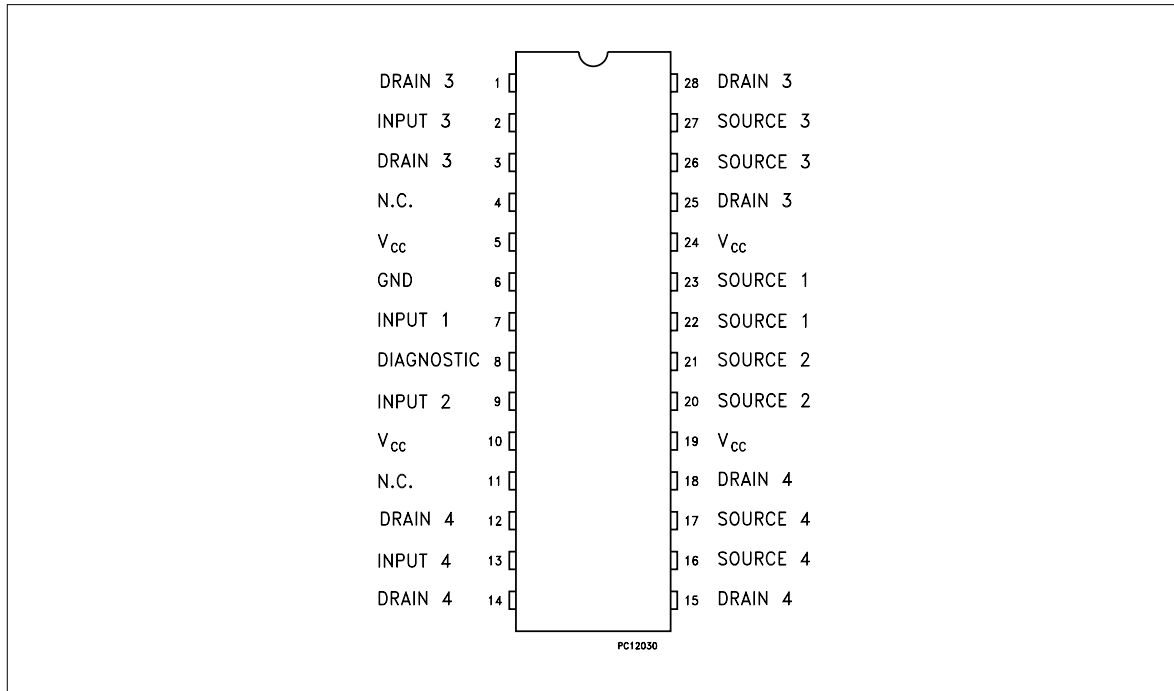 DRAIN 3 1 28 DRAIN 3
INPUT 3 2 27 SOURCE 3
DRAIN 3 3 26 SOURCE 3
N.C. 4 25 DRAIN 3
VCC 5 24 VCC
GND 6 23 SOURCE 1
INPUT 1 7 22 SOURCE 1
DIAGNOSTIC 8 21 SOURCE 2
INPUT 2 9 20 SOURCE 2
VCC 10 19 VCC
N.C. 11 18 DRAIN 4
DRAIN 4 12 17 SOURCE 4
INPUT 4 13 16 SOURCE 4
DRAIN 4 14 15 DRAIN 4
PC12030